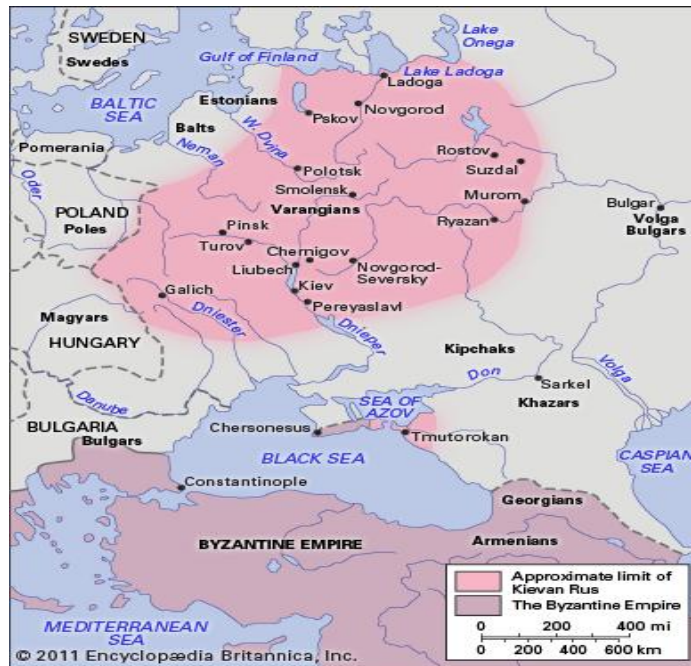 SWEDEN
Swedes
Gulf of Finland
Lake
Onega
Lake Ladoga
Ladoga
BALTIC
SEA
Estonians
Novgorod
Pskov
Balts
W. Dvina
Neman
Rostov
Suzdal
Pomerania
Polotsk
Smolensk
Murom
Oder
Varangians
Bulgar
Volga
Bulgars
POLAND
Poles
Pinsk
Ryazan
Turov
Chernigov
Liubech
Novgorod-
Seversky
Kiev
Galich
Pereyaslavl
Dniester
Dnieper
Magyars
HUNGARY
Kipchaks
Don
Volga
Sarkel
Danube
SEA OF
AZOV
Khazars
BULGARIA
Bulgars
Chersonesus
Tmutorokan
BLACK SEA
CASPIAN
SEA
Constantinople
Georgians
BYZANTINE EMPIRE
Armenians
Approximate limit of
Kievan Rus
The Byzantine Empire
MEDITERRANEAN
SEA
0 200 400 mi
0 200 400 600 km
© 2011 Encyclopædia Britannica, Inc.